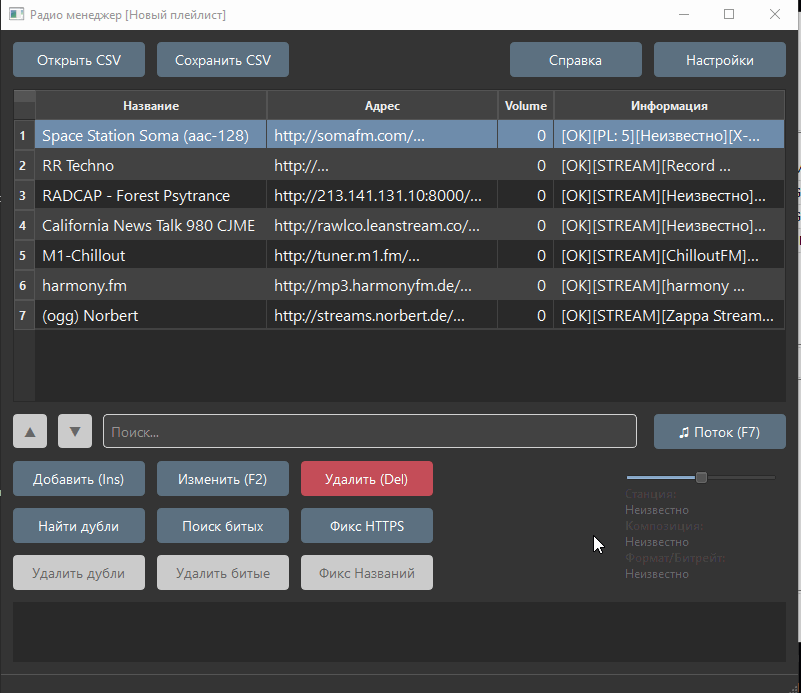 Радио менеджер [Новый плейлист]
Открыть CSV Сохранить CSV Справка Настройки
Название Адрес Volume Информация
1 Space Station Soma (aac-128) http://somafm.com/... 0 [OK][PL: 5][Неизвестно][X-...
2 RR Techno http://... 0 [OK][STREAM][Record ...
3 RADCAP - Forest Psytrance http://213.141.131.10:8000/... 0 [OK][STREAM][Неизвестно]...
4 California News Talk 980 CJME http://rawlco.leanstream.co/... 0 [OK][STREAM][Неизвестно]...
5 M1-Chillout http://tuner.m1.fm/... 0 [OK][STREAM][ChilloutFM]...
6 harmony.fm http://mp3.harmonyfm.de/... 0 [OK][STREAM][harmony ...
7 (ogg) Norbert http://streams.norbert.de/... 0 [OK][STREAM][Zappa Stream...
▲ ▼ Поиск... ♫ Поток (F7)
Добавить (Ins) Изменить (F2) Удалить (Del)
Найти дубли Поиск битых Фикс HTTPS
Удалить дубли Удалить битые Фикс Названий
Станция:
Неизвестно
Композиция:
Неизвестно
Формат/Битрейт:
Неизвестно